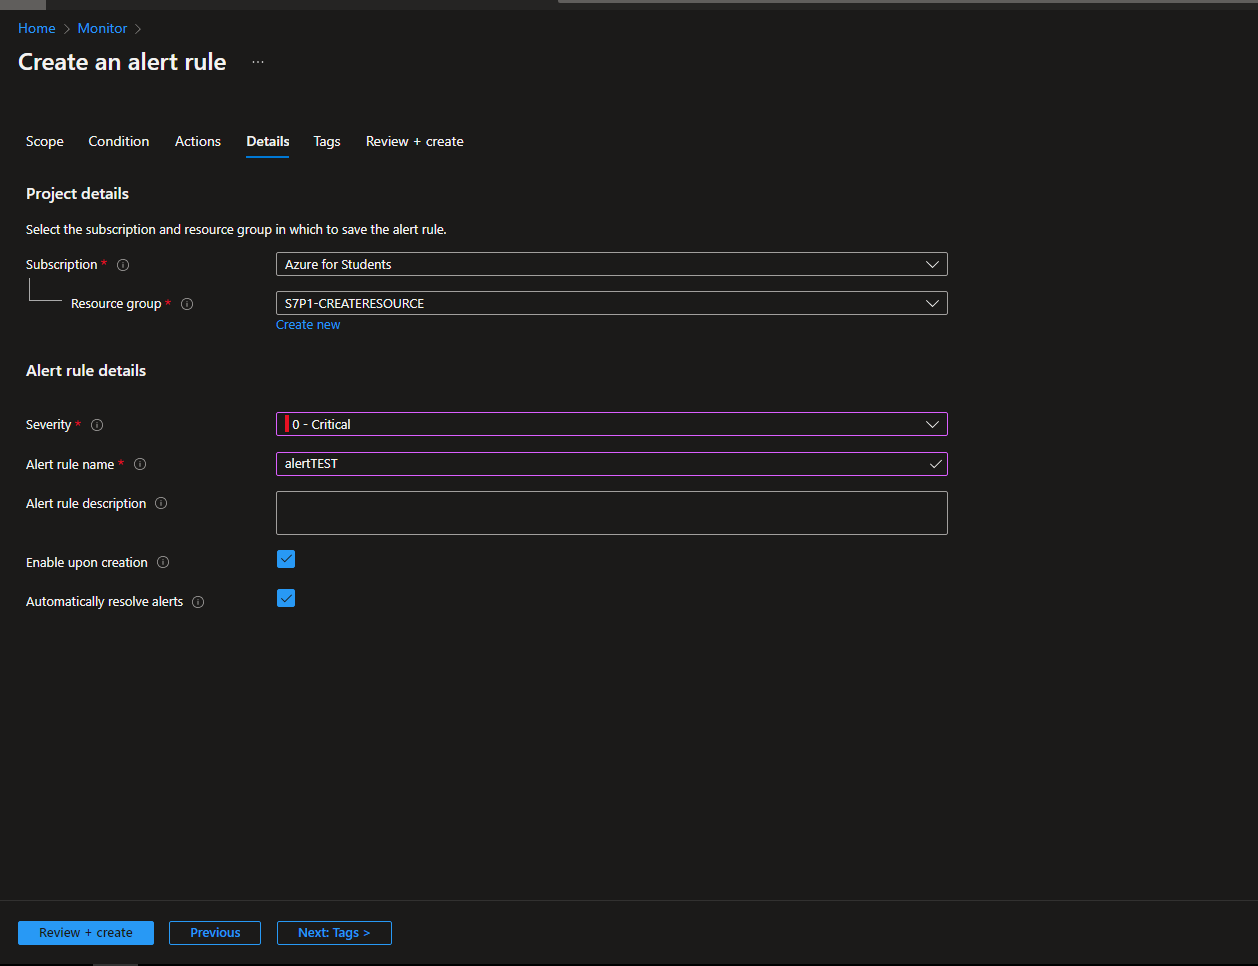 Home > Monitor >
Create an alert rule ...
Scope Condition Actions Details Tags Review + create
Project details
Select the subscription and resource group in which to save the alert rule.
Subscription * Azure for Students
Resource group * S7P1-CREATERESOURCE
Create new
Alert rule details
Severity * 0 - Critical
Alert rule name * alertTEST
Alert rule description
Enable upon creation
Automatically resolve alerts
Review + create Previous Next: Tags >